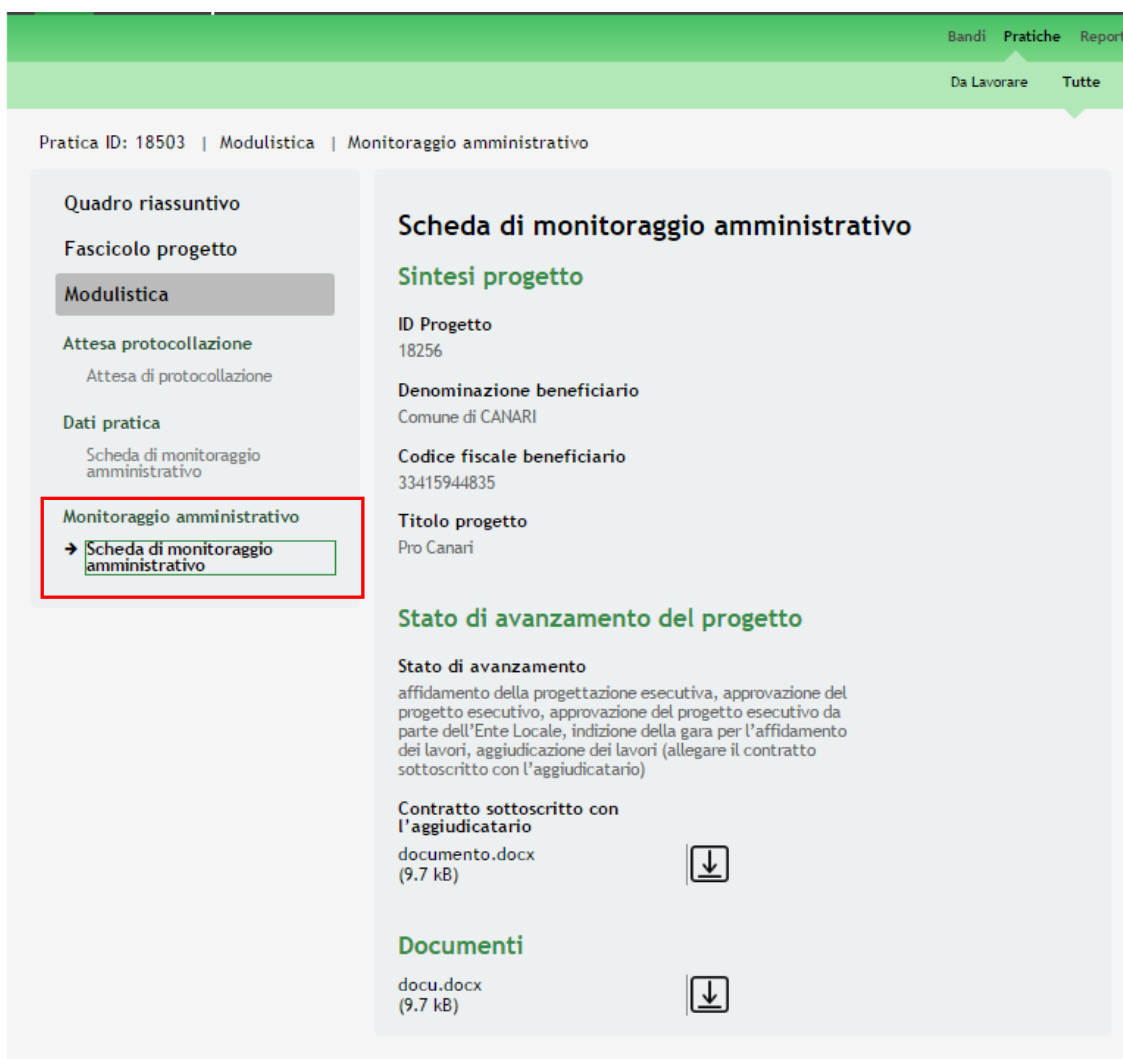 Bandi Pratiche Report
Da Lavorare Tutte
Pratica ID: 18503 | Modulistica | Monitoraggio amministrativo
Quadro riassuntivo
Fascicolo progetto
Modulistica
Attesa protocollazione
Attesa di protocollazione
Dati pratica
Scheda di monitoraggio
amministrativo
Monitoraggio amministrativo
Scheda di monitoraggio
amministrativo
Scheda di monitoraggio amministrativo
Sintesi progetto
ID Progetto
18256
Denominazione beneficiario
Comune di CANARI
Codice fiscale beneficiario
33415944835
Titolo progetto
Pro Canari
Stato di avanzamento del progetto
Stato di avanzamento
affidamento della progettazione esecutiva, approvazione del
progetto esecutivo, approvazione del progetto esecutivo da
parte dell'Ente Locale, indizione della gara per l'affidamento
dei lavori, aggiudicazione dei lavori (allegare il contratto
sottoscritto con l'aggiudicatario)
Contratto sottoscritto con
l'aggiudicatario
documento.docx
(9.7 kB)
Documenti
docu.docx
(9.7 kB)